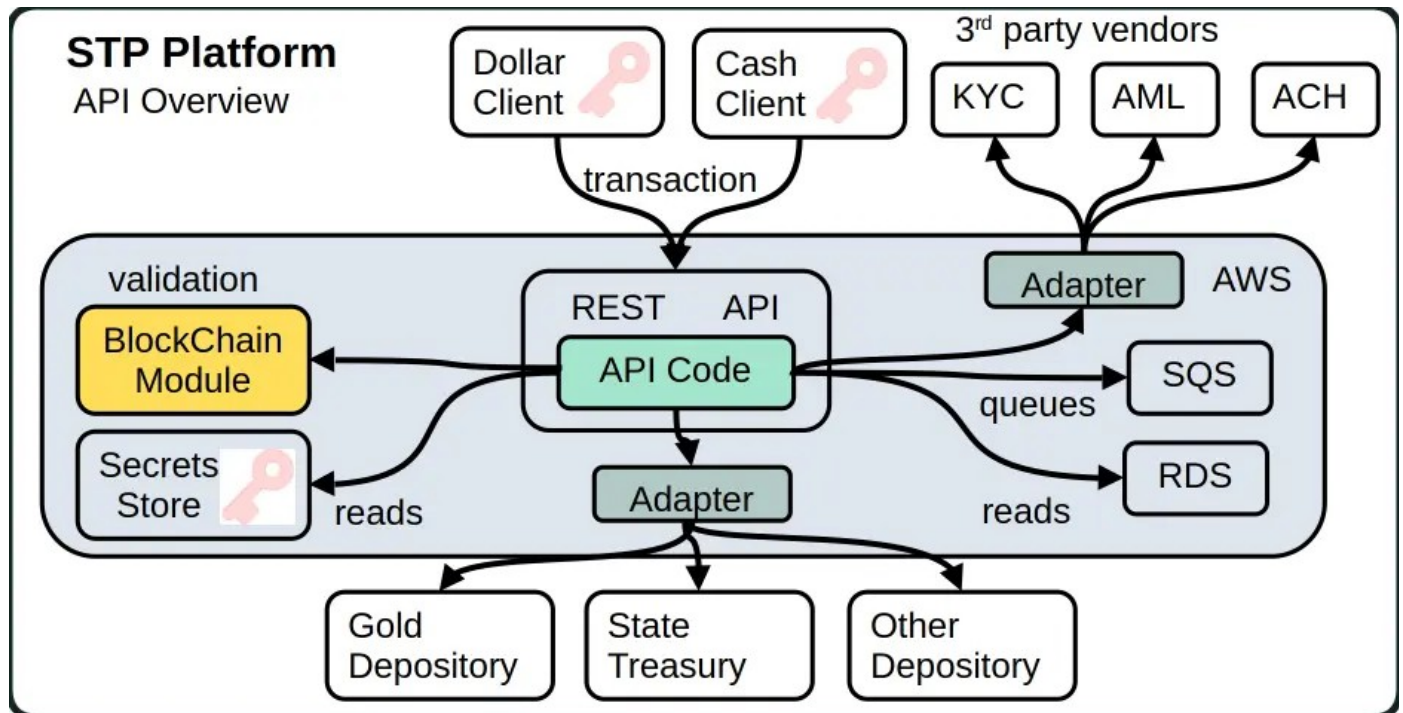 STP Platform
API Overview
Dollar
Client
Cash
Client
3rd party vendors
KYC
AML
ACH
transaction
validation
BlockChain
Module
REST API
API Code
Adapter
AWS
SQS
queues
Secrets
Store
reads
Adapter
reads
RDS
Gold
Depository
State
Treasury
Other
Depository